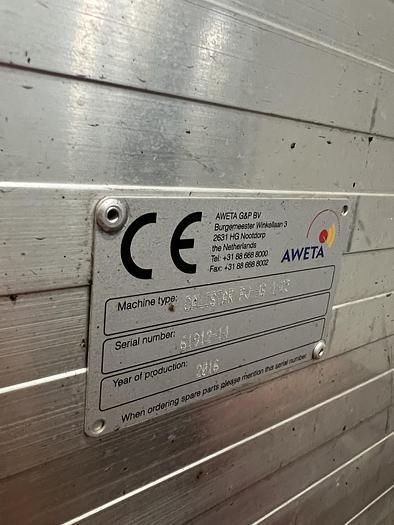 CE
AWETA G&P BV
Burgemeester Winkellaan 3
2631 HG Nootdorp
the Netherlands
Tel: +31 88 668 8000
Fax: +31 88 668 8002
AWETA
Machine type:
Serial number: 61912-11
Year of production: 2016
When ordering spare parts please mention this serial number